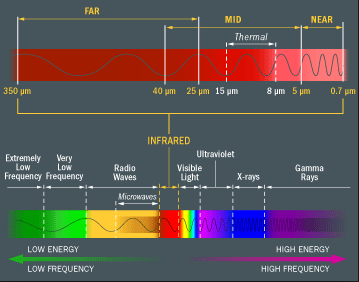 FAR
MID
NEAR
Thermal
350 µm
40 µm
25 µm
15 µm
8 µm
5 µm
0.7 µm
INFRARED
Extremely
Low
Frequency
Very
Low
Frequency
Radio
Waves
Visible
Light
Ultraviolet
X-rays
Gamma
Rays
Microwaves
LOW ENERGY
HIGH ENERGY
LOW FREQUENCY
HIGH FREQUENCY